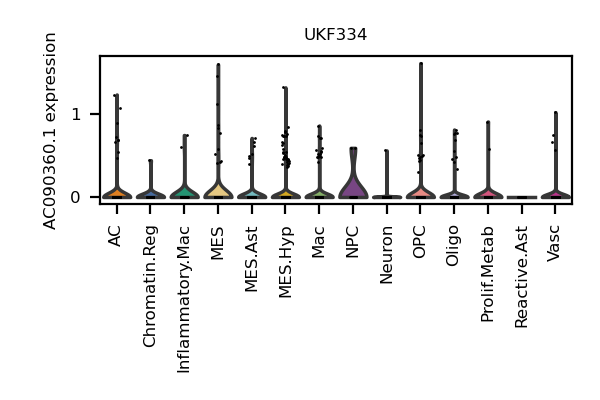 UKF334
AC090360.1 expression
1
0
AC
Chromatin.Reg
Inflammatory.Mac
MES
MES.Ast
MES.Hyp
Mac
NPC
Neuron
OPC
Oligo
Prolif.Metab
Reactive.Ast
Vasc